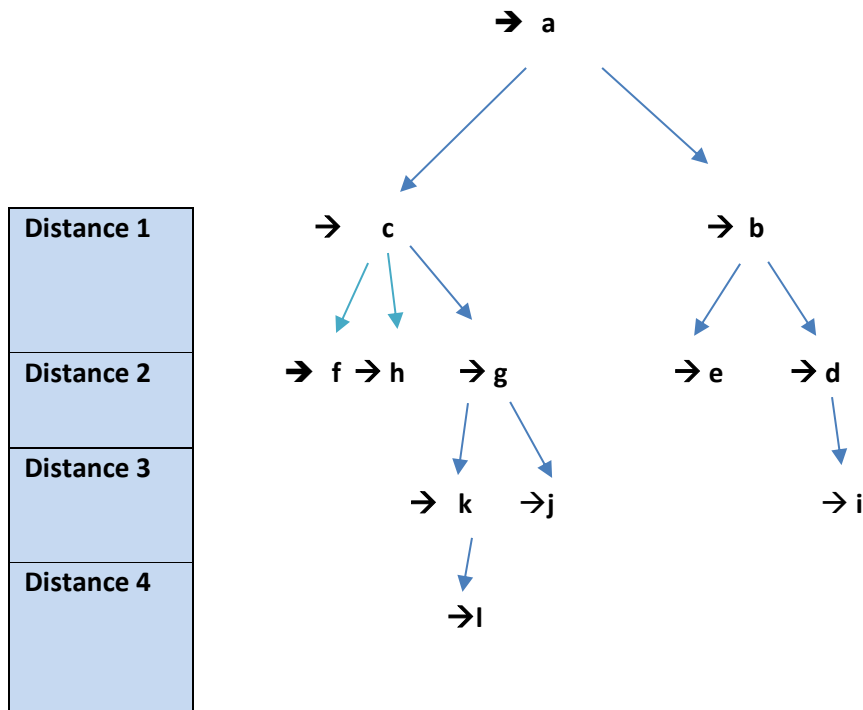 ➔ a
Distance 1 → c → b
Distance 2 ➔ f → h → g → e → d
Distance 3 → k → j → i
Distance 4 → l